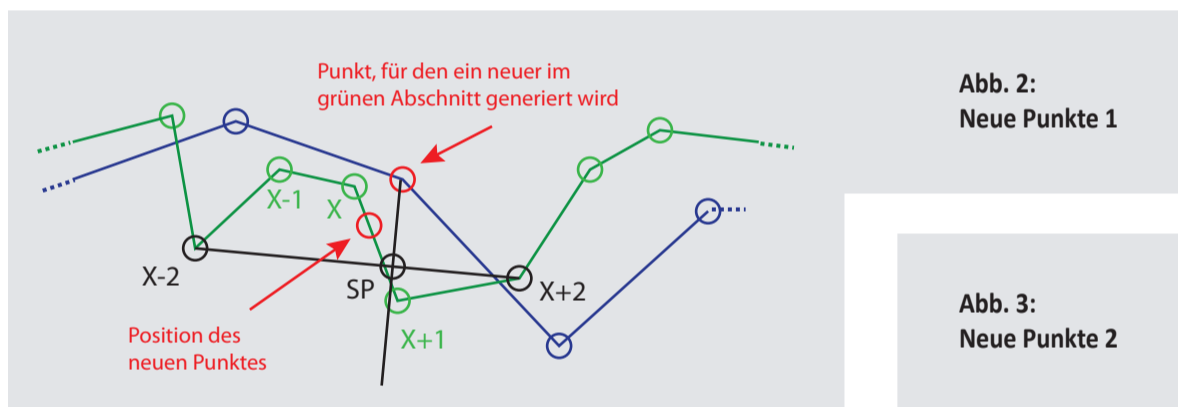 Punkt, für den ein neuer im
grünen Abschnitt generiert wird
Abb. 2:
Neue Punkte 1
X-1
X
X-2
SP
X+2
X+1
Position des
neuen Punktes
Abb. 3:
Neue Punkte 2